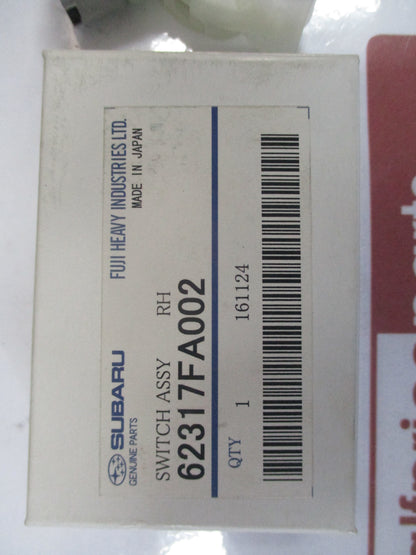 SUBARU
GENUINE PARTS
FUJI HEAVY INDUSTRIES LTD.
MADE IN JAPAN
SWITCH ASSY RH
62317FA002
QTY 1 161124